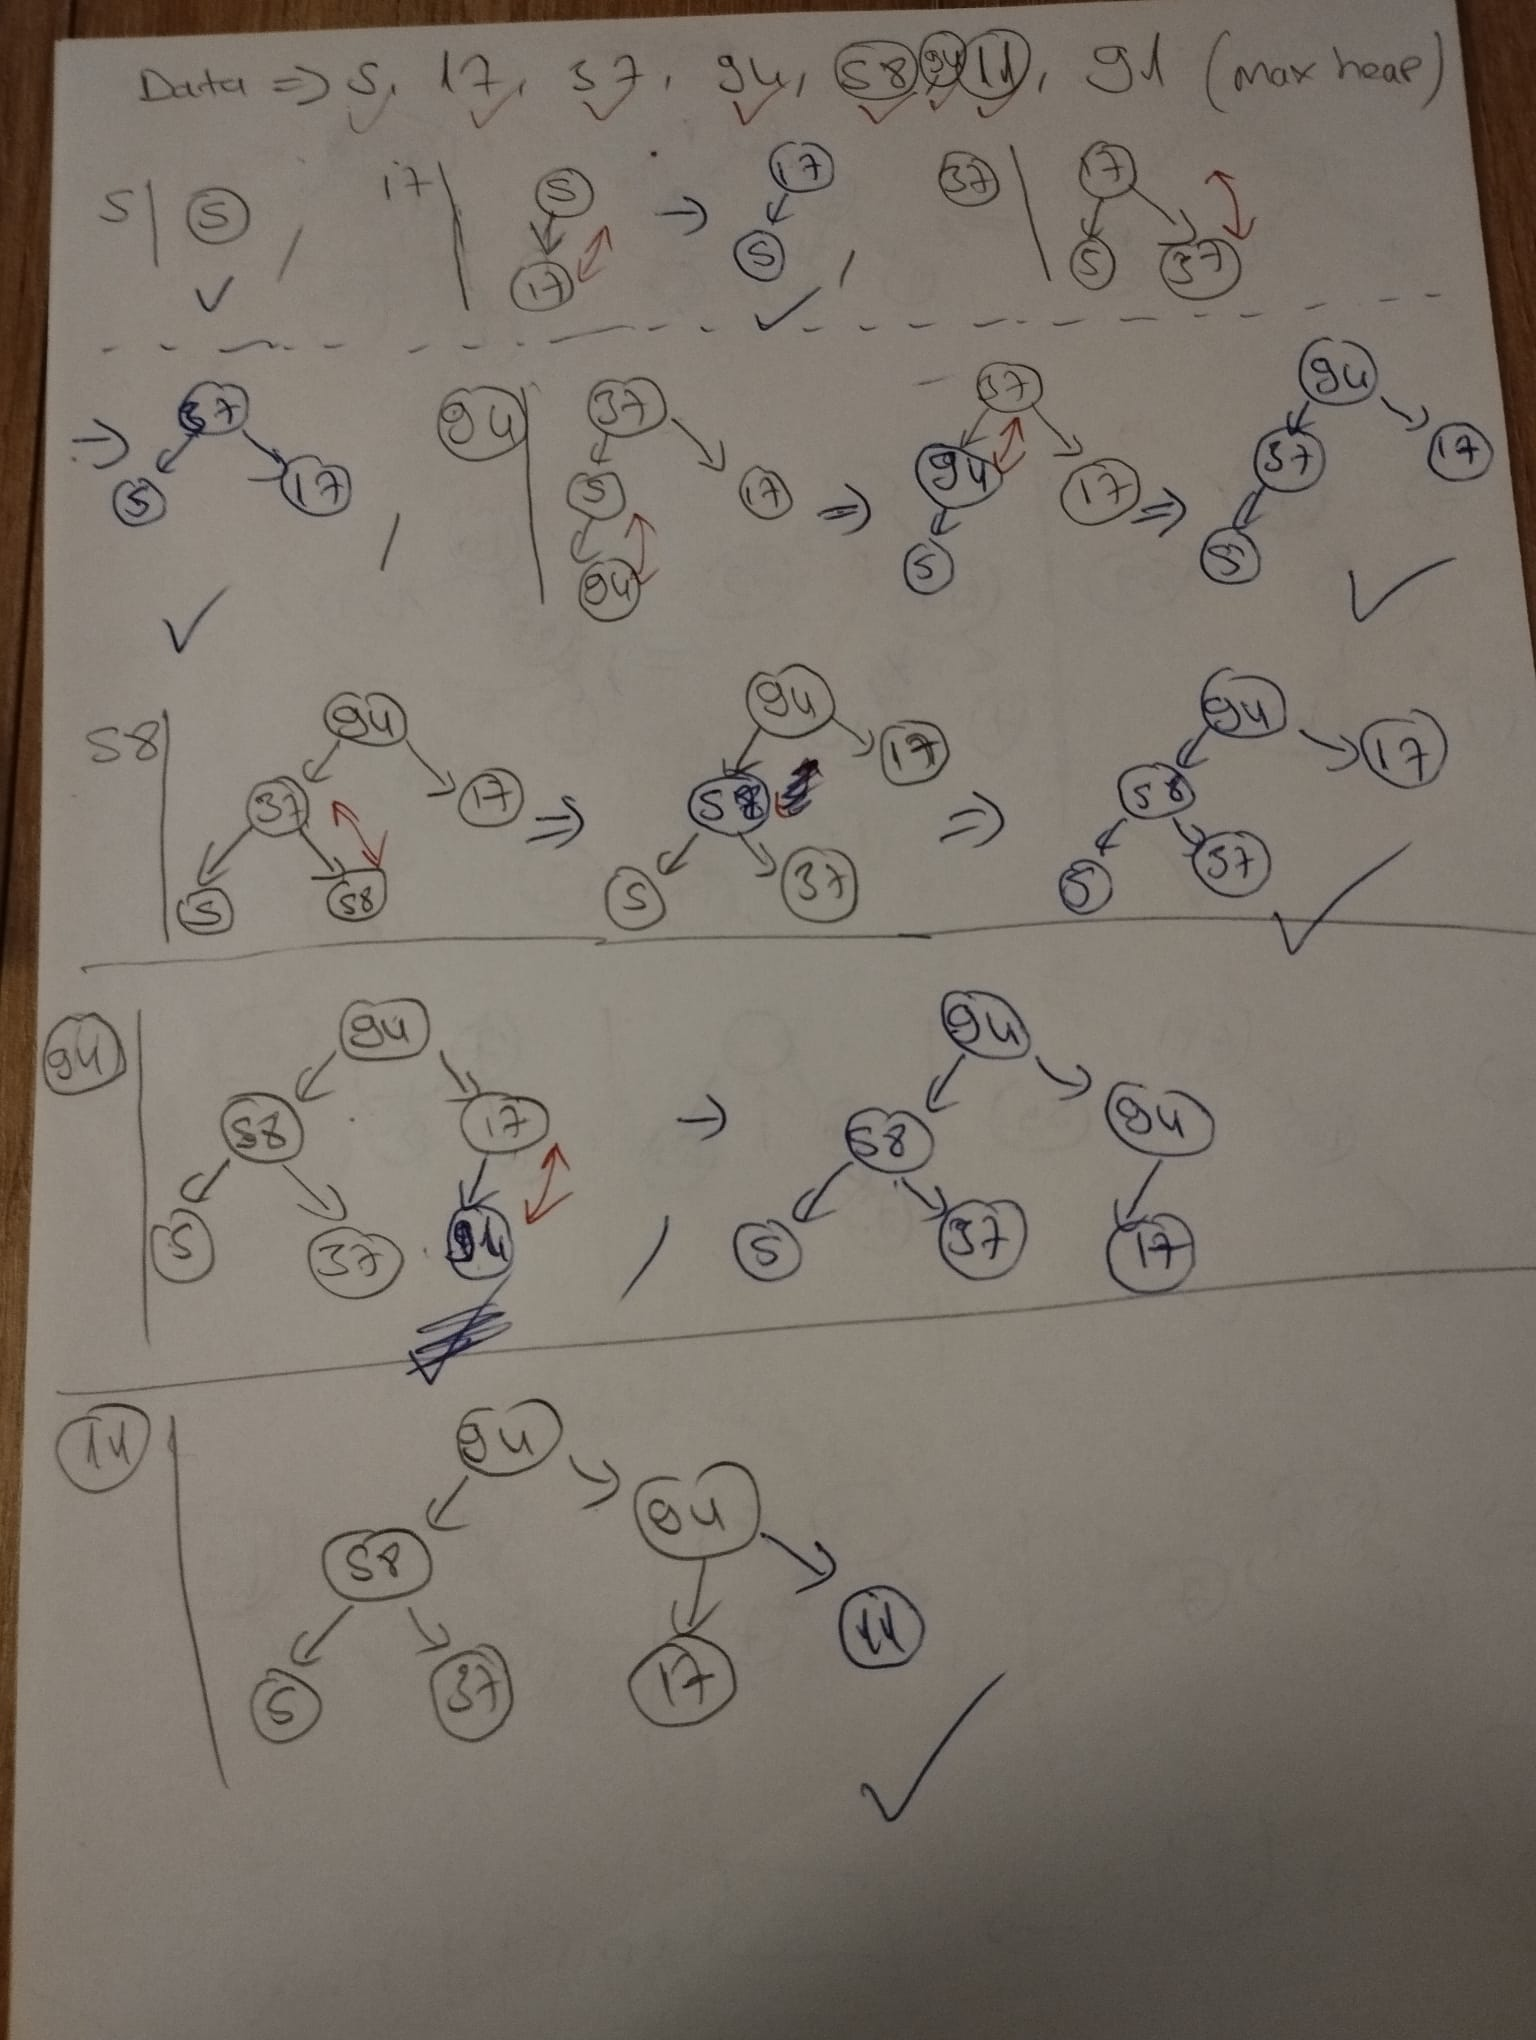 Data => 5, 17, 37, 94, 58 94 11, 91 (max heap)
5 5 17 5 17 → 17 5 37 17 5 37
=> 37 5 17 94 37 5 17 94 => 37 94 17 5 => 94 37 17 5
58 94 37 17 5 58 => 94 58 17 5 37 => 94 58 17 5 37
94 94 58 17 5 37 94 → 94 58 94 5 37 17
11 94 58 94 5 37 17 11